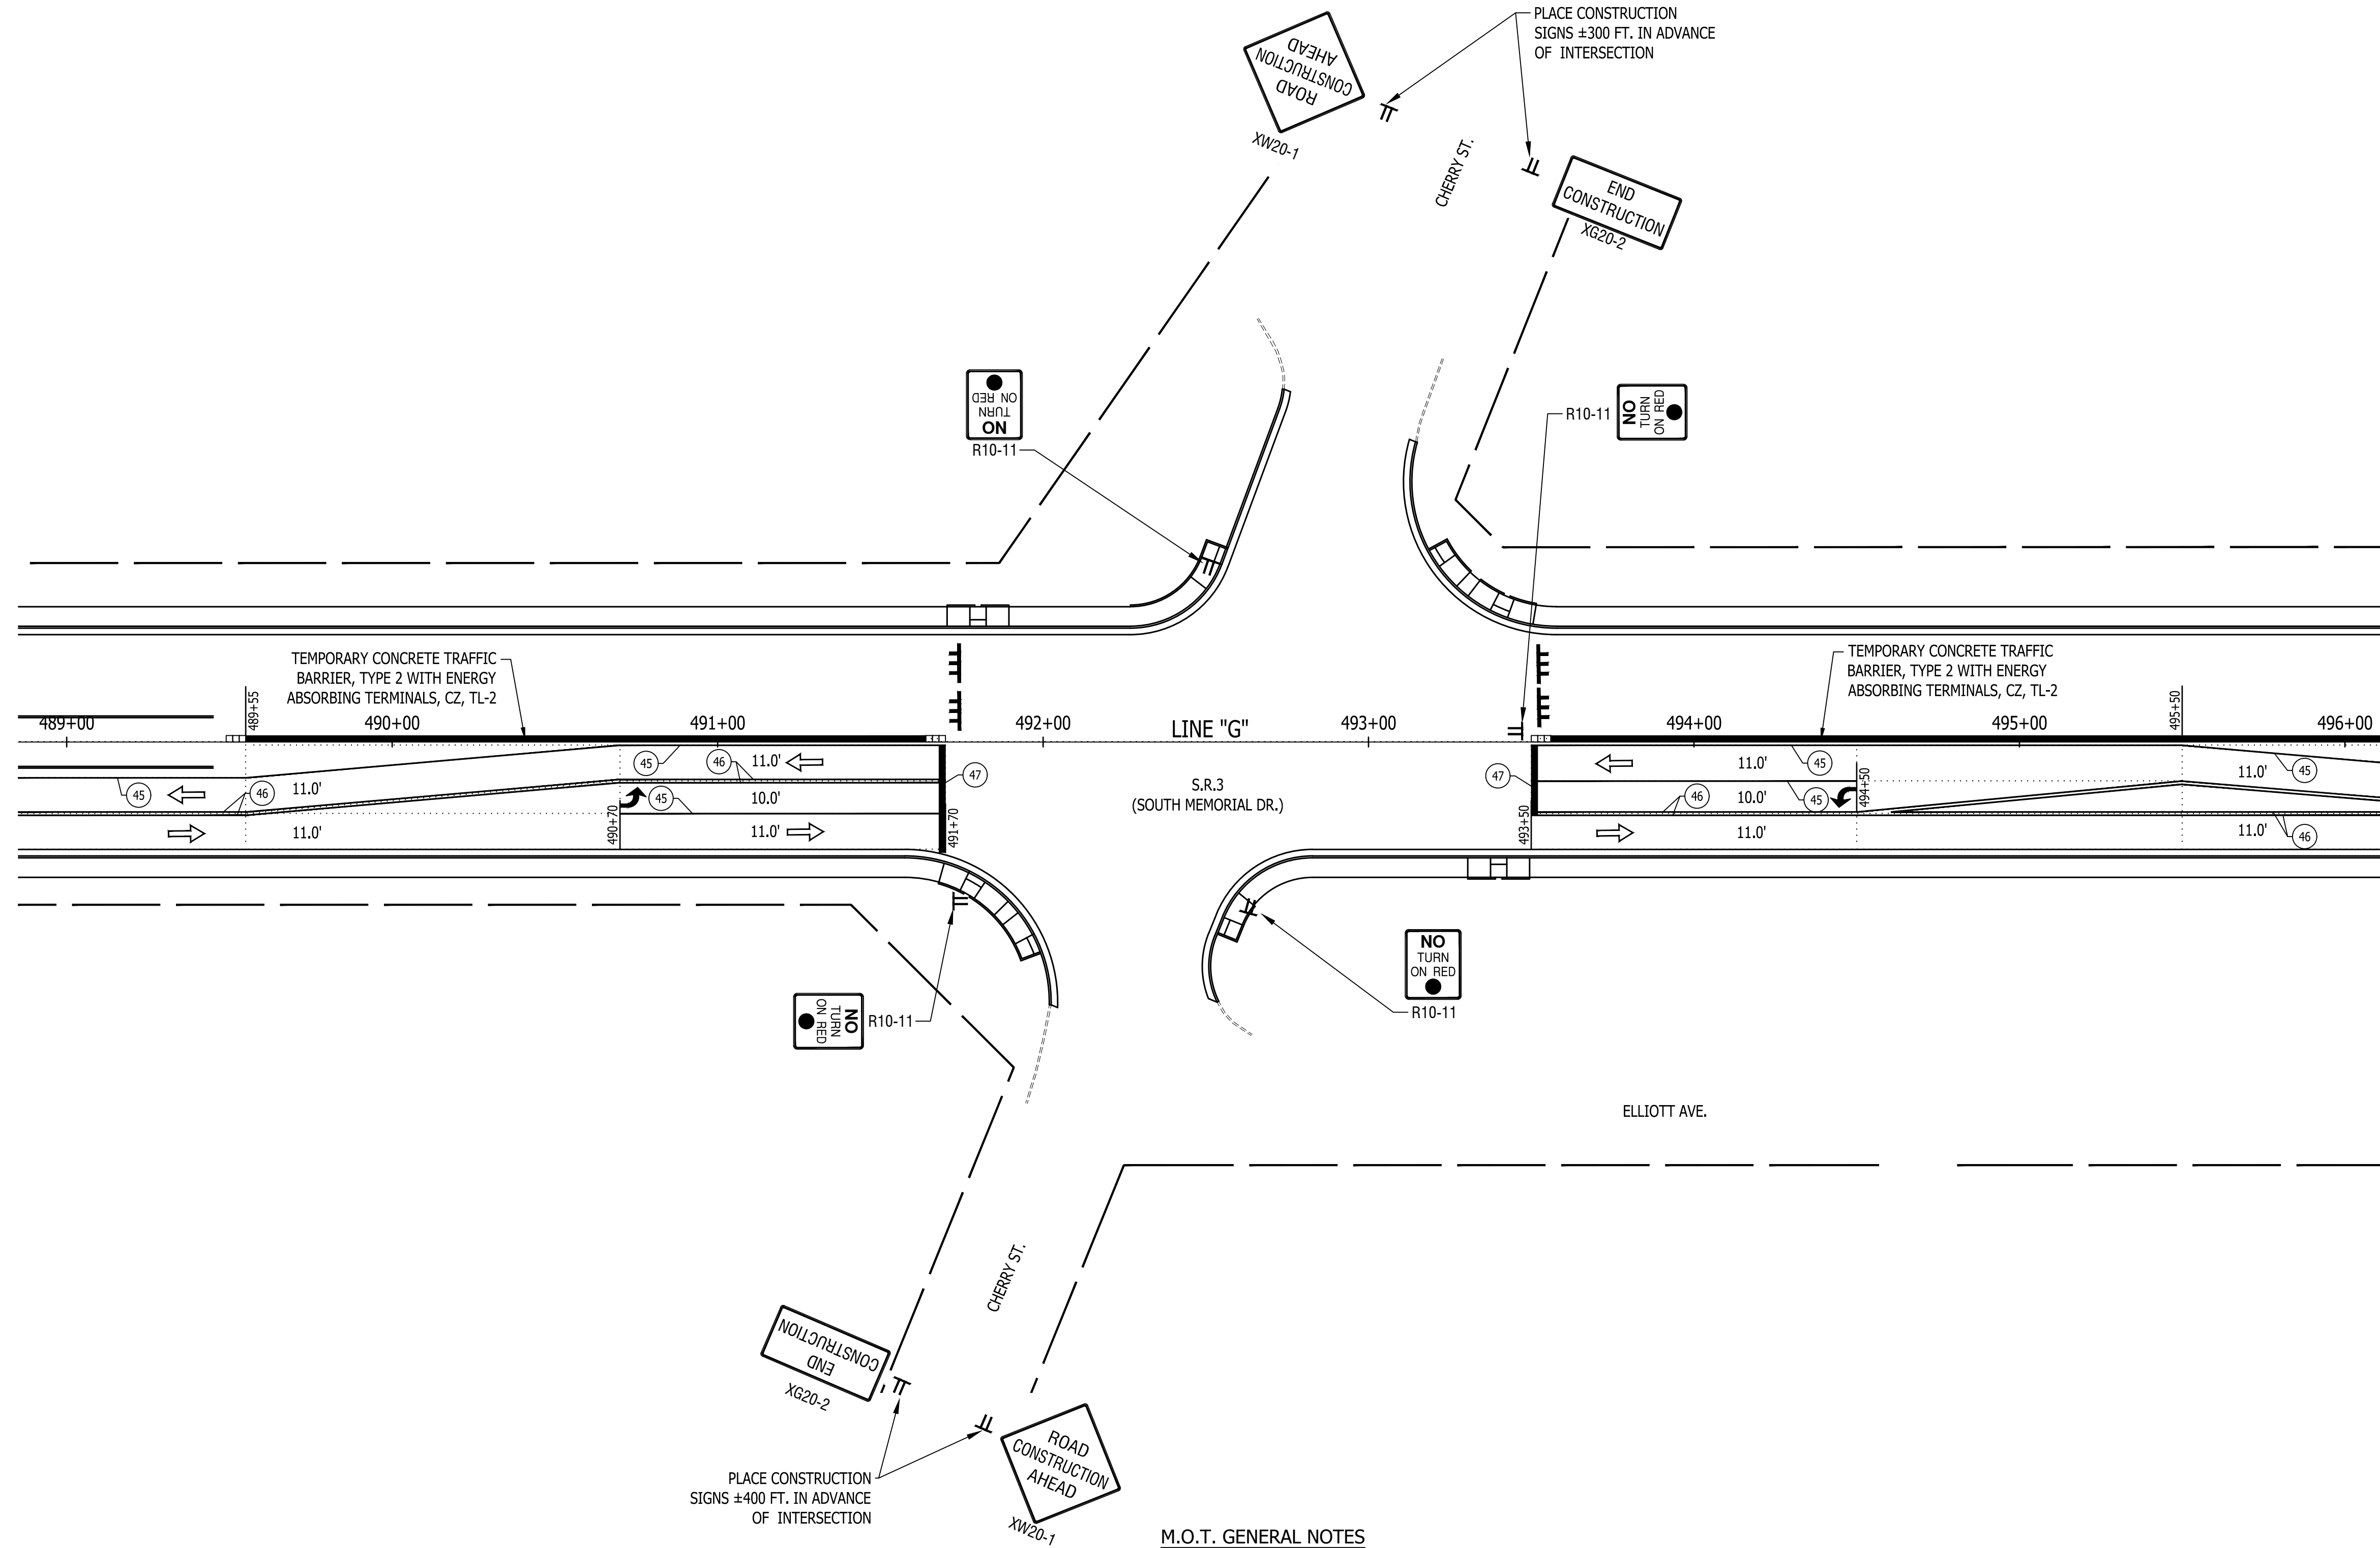 PLACE CONSTRUCTION
SIGNS ±300 FT. IN ADVANCE
OF INTERSECTION
ROAD
CONSTRUCTION
AHEAD
XW20-1
CHERRY ST.
END
CONSTRUCTION
XG20-2
NO
TURN
ON RED
R10-11
R10-11
NO
TURN
ON RED
TEMPORARY CONCRETE TRAFFIC
BARRIER, TYPE 2 WITH ENERGY
ABSORBING TERMINALS, CZ, TL-2
TEMPORARY CONCRETE TRAFFIC
BARRIER, TYPE 2 WITH ENERGY
ABSORBING TERMINALS, CZ, TL-2
489+00
489+55
490+00
491+00
492+00
LINE "G"
493+00
494+00
495+00
495+50
496+00
45
46
11.0'
11.0'
45
46
11.0'
47
490+70
45
10.0'
11.0'
491+70
S.R.3
(SOUTH MEMORIAL DR.)
47
493+50
11.0'
45
46
10.0'
45
494+50
11.0'
11.0'
45
11.0'
46
NO
TURN
ON RED
R10-11
NO
TURN
ON RED
R10-11
ELLIOTT AVE.
CHERRY ST.
END
CONSTRUCTION
XG20-2
ROAD
CONSTRUCTION
AHEAD
XW20-1
PLACE CONSTRUCTION
SIGNS ±400 FT. IN ADVANCE
OF INTERSECTION
M.O.T. GENERAL NOTES